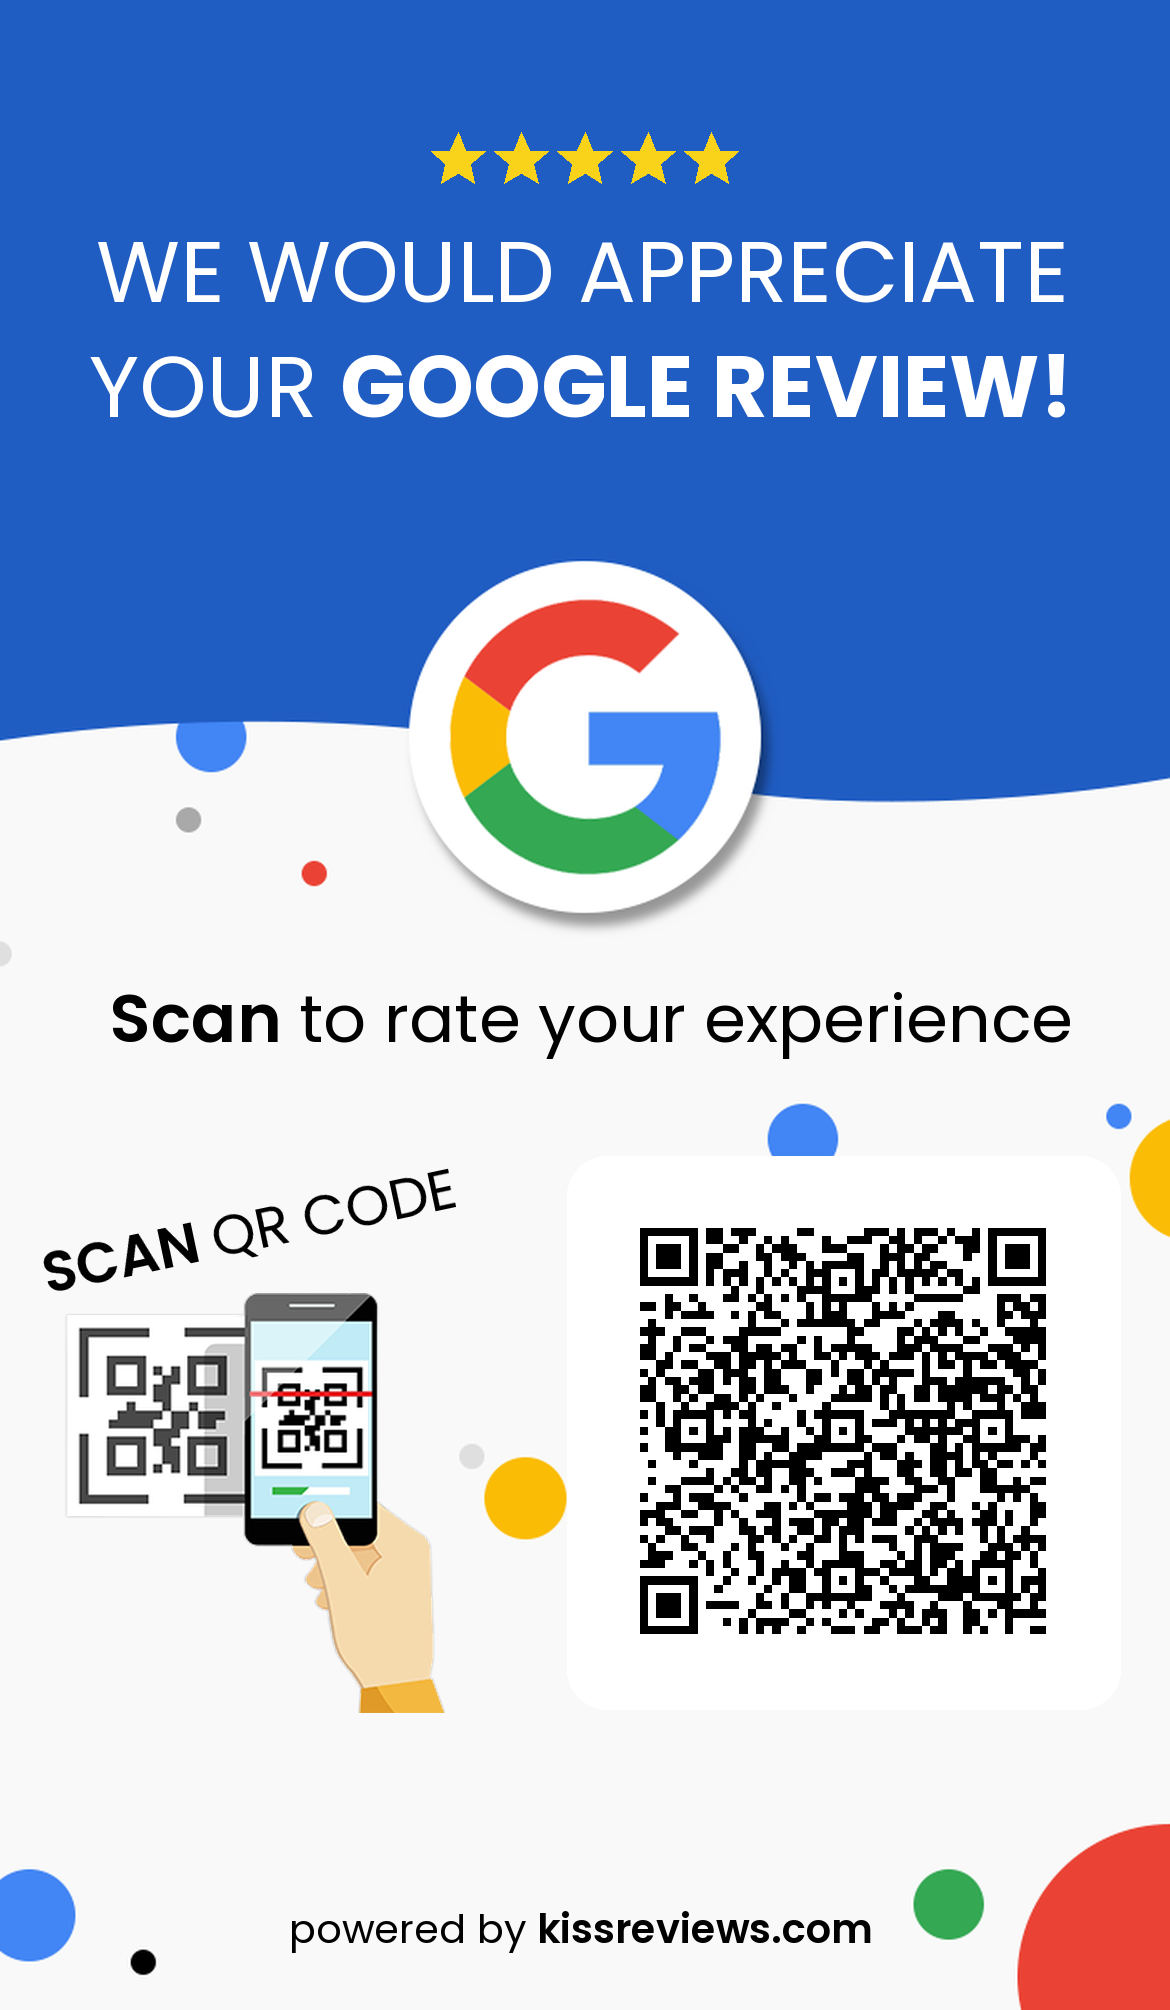 WE WOULD APPRECIATE
YOUR GOOGLE REVIEW!
G
Scan to rate your experience
SCAN QR CODE
powered by kissreviews.com